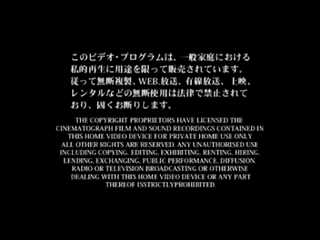 このビデオ・プログラムは、一般家庭における
私的再生に用途を限って販売されています。
従って無断複製、WEB.放送、有線放送、上映、
レンタルなどの無断使用は法律で禁止されて
おり、固くお断りします。
THE COPYRIGHT PROPRIETORS HAVE LICENSED THE
CINEMATOGRAPH FILM AND SOUND RECORDINGS CONTAINED IN
THIS HOME VIDEO DEVICE FOR PRIVATE HOME USE ONLY
ALL OTHER RIGHTS ARE RESERVED. ANY UNAUTHORISED USE
INCLUDING COPYING, EDITING, EXHIBITING, RENTING, HIRING,
LENDING, EXCHANGING, PUBLIC PERFORMANCE, DIFFUSION.
RADIO OR TELEVISION BROADCASTING OR OTHERWISE
DEALING WITH THIS HOME VIDEO DEVICE OR ANY PART
THEREOF ISSTRICTLYPROHIBITED.